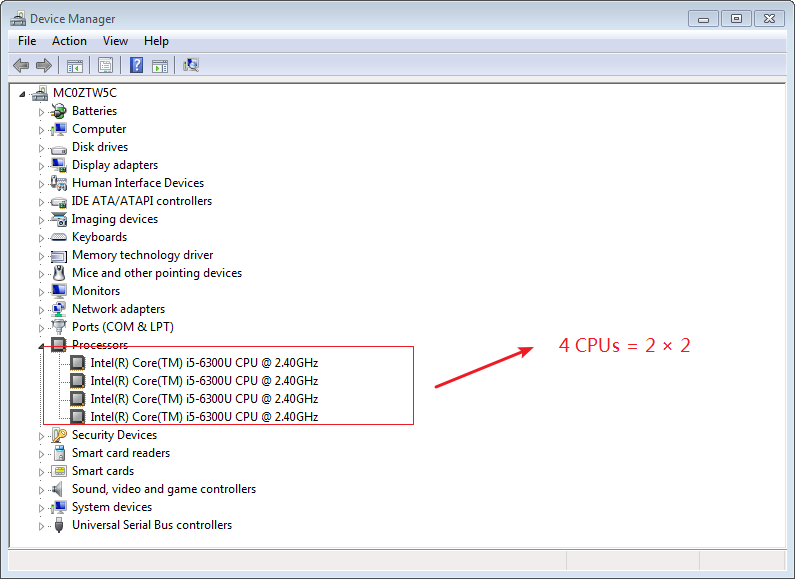 Device Manager
File Action View Help
MC0ZTW5C
Batteries
Computer
Disk drives
Display adapters
Human Interface Devices
IDE ATA/ATAPI controllers
Imaging devices
Keyboards
Memory technology driver
Mice and other pointing devices
Monitors
Network adapters
Ports (COM & LPT)
Processors
Intel(R) Core(TM) i5-6300U CPU @ 2.40GHz
Intel(R) Core(TM) i5-6300U CPU @ 2.40GHz
Intel(R) Core(TM) i5-6300U CPU @ 2.40GHz
Intel(R) Core(TM) i5-6300U CPU @ 2.40GHz
4 CPUs = 2 × 2
Security Devices
Smart card readers
Smart cards
Sound, video and game controllers
System devices
Universal Serial Bus controllers